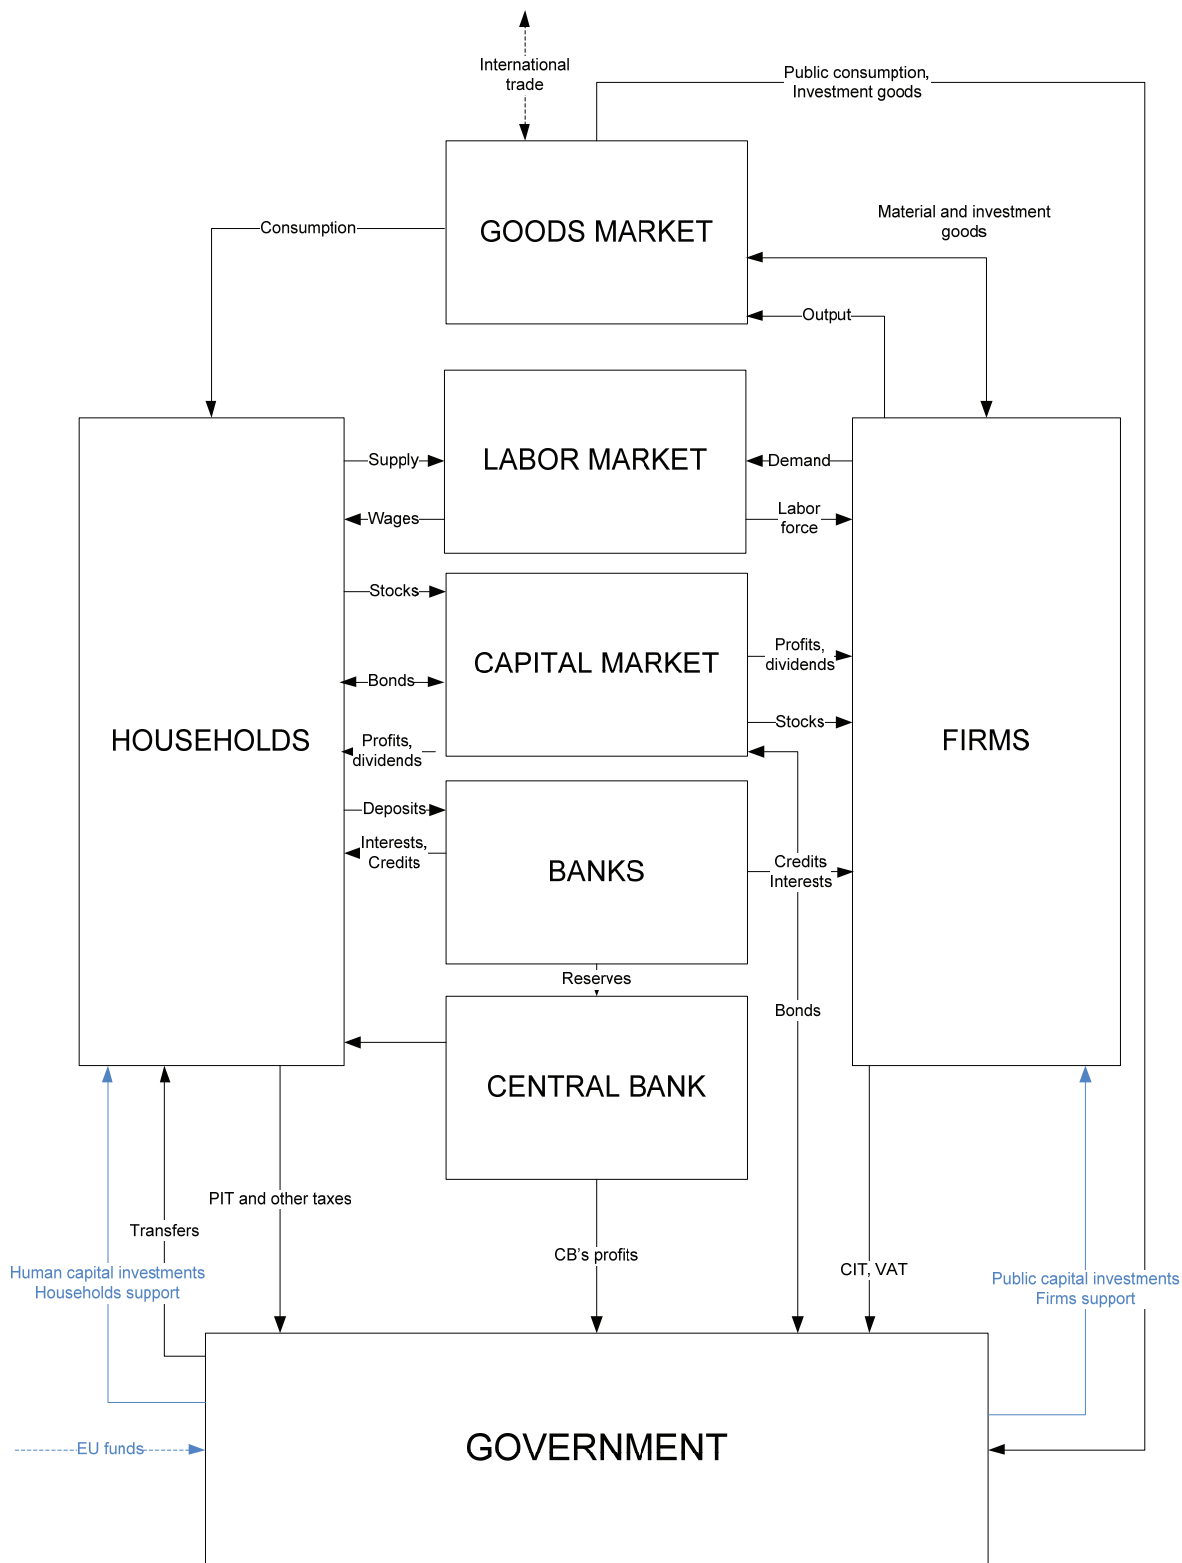 International
trade
Public consumption,
Investment goods
GOODS MARKET
Material and investment
goods
Consumption
Output
LABOR MARKET
Supply
Demand
Wages
Labor
force
Stocks
CAPITAL MARKET
Profits,
dividends
Bonds
Stocks
HOUSEHOLDS
FIRMS
Profits,
dividends
Deposits
Interests,
Credits
BANKS
Credits
Interests
Reserves
Bonds
CENTRAL BANK
PIT and other taxes
Transfers
CB's profits
CIT, VAT
Human capital investments
Households support
Public capital investments
Firms support
EU funds
GOVERNMENT